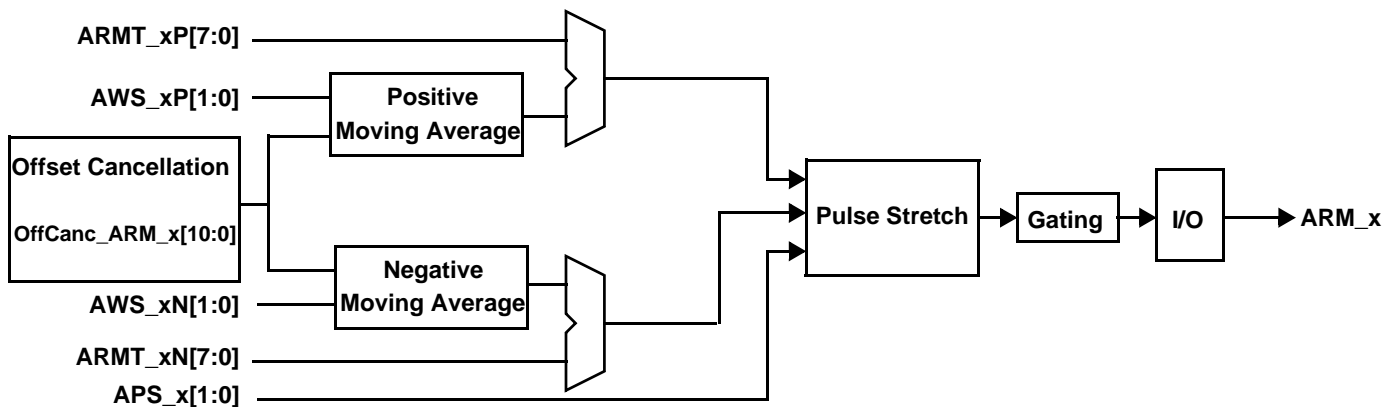 ARMT_xP[7:0]
AWS_xP[1:0]
Positive
Moving Average
Offset Cancellation
OffCanc_ARM_x[10:0]
Pulse Stretch
Gating
I/O
ARM_x
Negative
Moving Average
AWS_xN[1:0]
ARMT_xN[7:0]
APS_x[1:0]